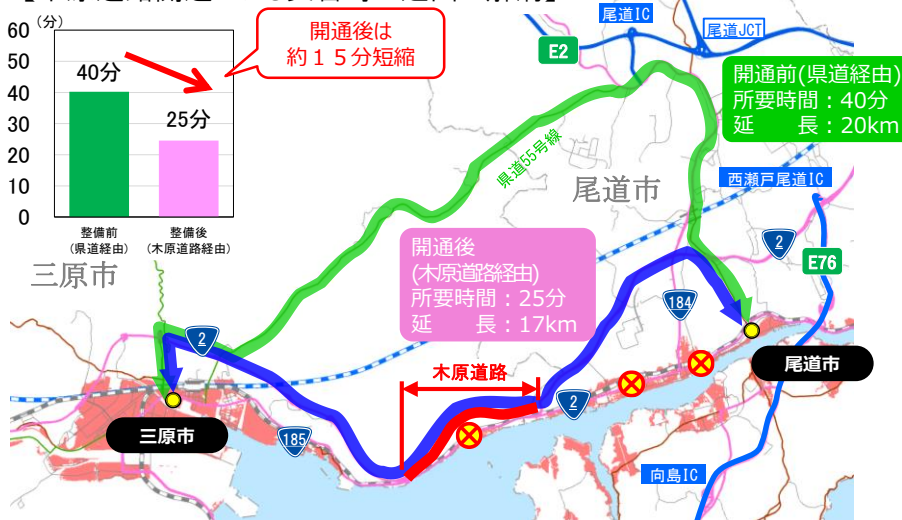 (分)
60
50
40
30
20
10
0
40分
25分
整備前
(県道経由)
整備後
(木原道路経由)
開通後は
約15分短縮
尾道IC
尾道JCT
E2
開通前(県道経由)
所要時間：40分
延　　長：20km
県道55号線
尾道市
西瀬戸尾道IC
2
E76
三原市
開通後
(木原道路経由)
所要時間：25分
延　　長：17km
184
2
木原道路
尾道市
2
三原市
185
向島IC